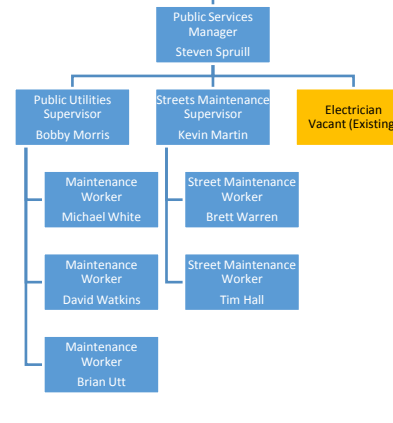 Public Services
Manager
Steven Spruill
Public Utilities
Supervisor
Bobby Morris
Streets Maintenance
Supervisor
Kevin Martin
Electrician
Vacant (Existing
Maintenance
Worker
Michael White
Street Maintenance
Worker
Brett Warren
Maintenance
Worker
David Watkins
Street Maintenance
Worker
Tim Hall
Maintenance
Worker
Brian Utt